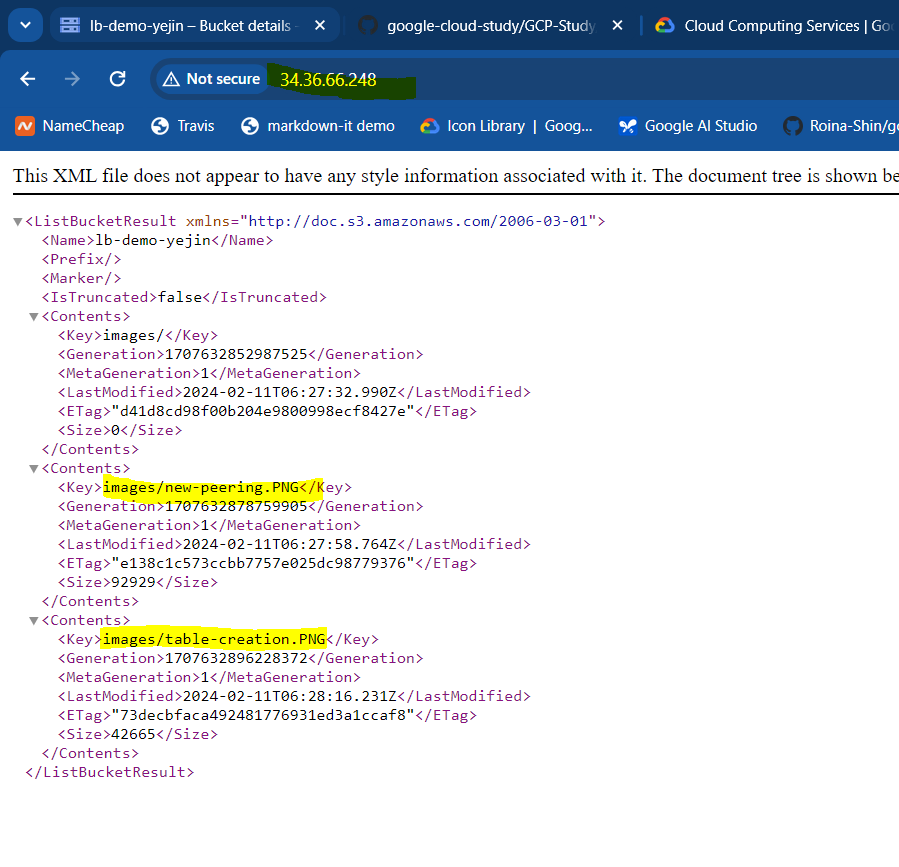 lb-demo-yejin – Bucket details -
google-cloud-study/GCP-Study
Cloud Computing Services | Goo
Not secure
34.36.66.248
NameCheap
Travis
markdown-it demo
Icon Library | Goog...
Google AI Studio
Roina-Shin/go
This XML file does not appear to have any style information associated with it. The document tree is shown be
▼<ListBucketResult xmlns="http://doc.s3.amazonaws.com/2006-03-01">
<Name>lb-demo-yejin</Name>
<Prefix/>
<Marker/>
<IsTruncated>false</IsTruncated>
▼<Contents>
<Key>images/</Key>
<Generation>1707632852987525</Generation>
<MetaGeneration>1</MetaGeneration>
<LastModified>2024-02-11T06:27:32.990Z</LastModified>
<ETag>"d41d8cd98f00b204e9800998ecf8427e"</ETag>
<Size>0</Size>
</Contents>
▼<Contents>
<Key>images/new-peering.PNG</Key>
<Generation>1707632878759905</Generation>
<MetaGeneration>1</MetaGeneration>
<LastModified>2024-02-11T06:27:58.764Z</LastModified>
<ETag>"e138c1c573ccbb7757e025dc98779376"</ETag>
<Size>92929</Size>
</Contents>
▼<Contents>
<Key>images/table-creation.PNG</Key>
<Generation>1707632896228372</Generation>
<MetaGeneration>1</MetaGeneration>
<LastModified>2024-02-11T06:28:16.231Z</LastModified>
<ETag>"73decbfaca492481776931ed3a1ccaf8"</ETag>
<Size>42665</Size>
</Contents>
</ListBucketResult>